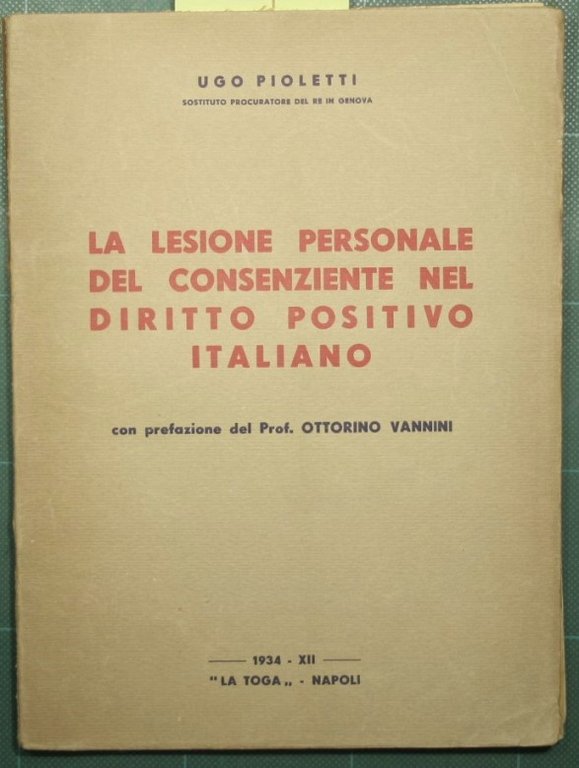 UGO PIOLETTI
SOSTITUTO PROCURATORE DEL RE IN GENOVA
LA LESIONE PERSONALE
DEL CONSENZIENTE NEL
DIRITTO POSITIVO
ITALIANO
con prefazione del Prof. OTTORINO VANNINI
1934 - XII
"LA TOGA„ - NAPOLI